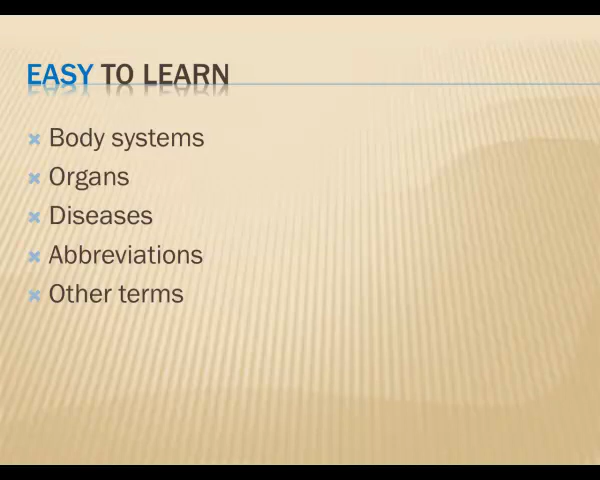 EASY TO LEARN
Body systems
Organs
Diseases
Abbreviations
Other terms